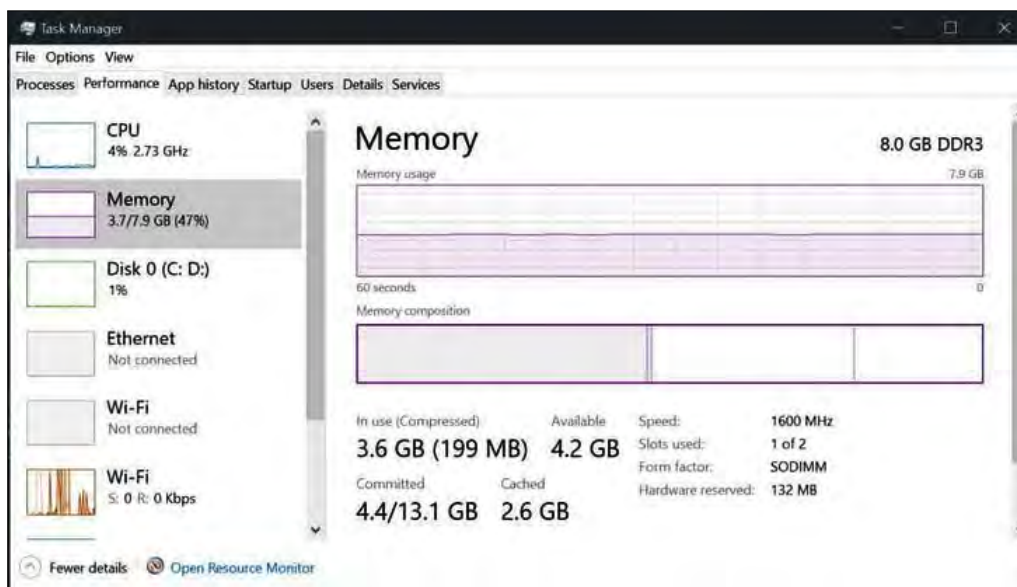 Task Manager
File Options View
Processes Performance App history Startup Users Details Services
CPU
4% 2.73 GHz
Memory
3.7/7.9 GB (47%)
Disk 0 (C: D:)
1%
Ethernet
Not connected
Wi-Fi
Not connected
Wi-Fi
S: 0 R: 0 Kbps
Memory 8.0 GB DDR3
Memory usage 7.9 GB
60 seconds 0
Memory composition
In use (Compressed) Available
3.6 GB (199 MB) 4.2 GB
Committed Cached
4.4/13.1 GB 2.6 GB
Speed: 1600 MHz
Slots used: 1 of 2
Form factor: SODIMM
Hardware reserved: 132 MB
Fewer details Open Resource Monitor